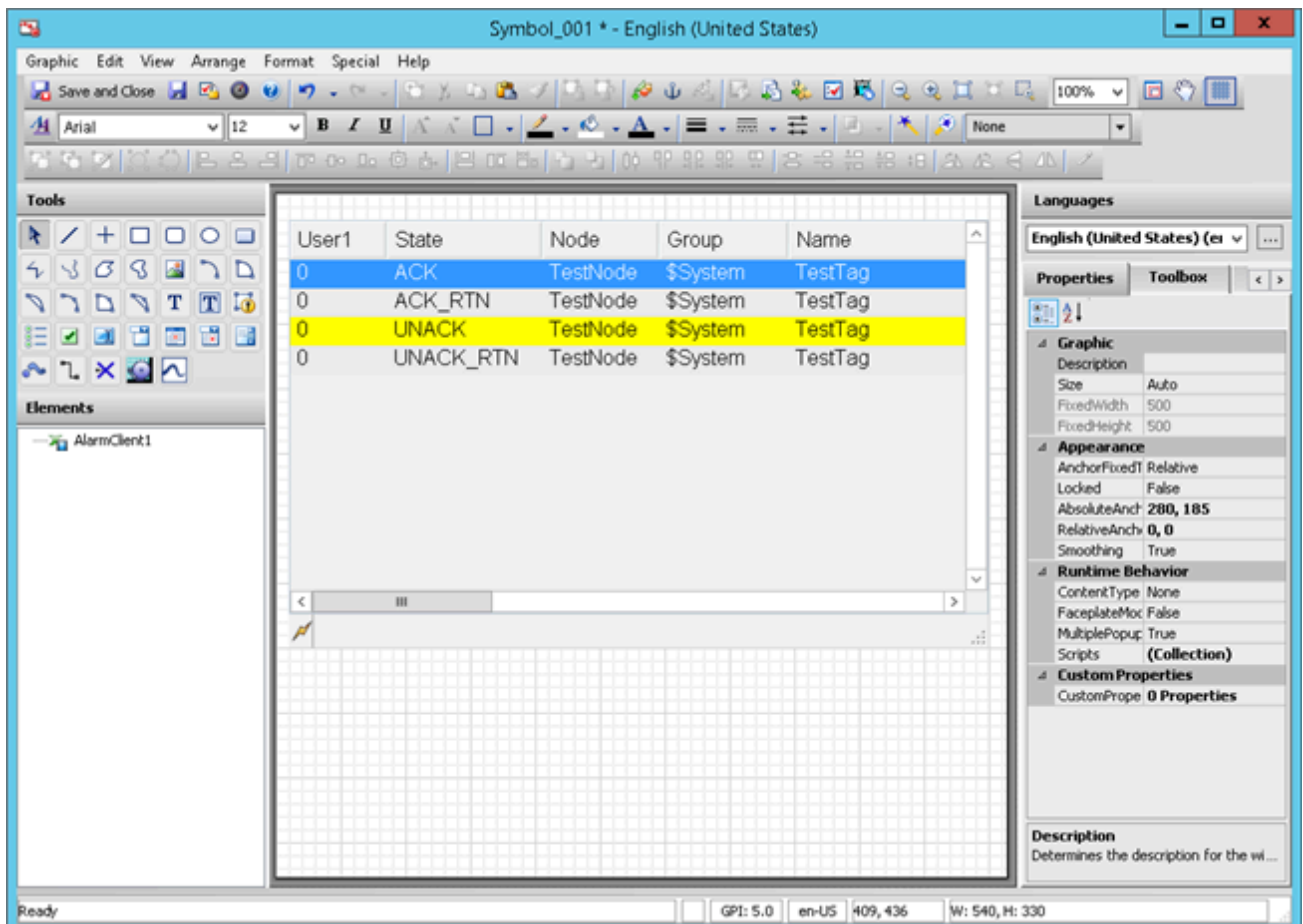 Symbol_001 * - English (United States)
Graphic Edit View Arrange Format Special Help
Save and Close 100%
Arial 12 B I U A None
Tools
Languages
English (United States) (er ...
Properties Toolbox
User1 State Node Group Name
0 ACK TestNode $System TestTag
0 ACK_RTN TestNode $System TestTag
0 UNACK TestNode $System TestTag
0 UNACK_RTN TestNode $System TestTag
Elements
AlarmClient1
Graphic
Description
Size Auto
FixedWidth 500
FixedHeight 500
Appearance
AnchorFixedT Relative
Locked False
AbsoluteAnch 280, 185
RelativeAnch 0, 0
Smoothing True
Runtime Behavior
ContentType None
FaceplateMoc False
MultiplePopup True
Scripts (Collection)
Custom Properties
CustomPrope 0 Properties
Description
Determines the description for the wi...
Ready GPI: 5.0 en-US 409, 436 W: 540, H: 330